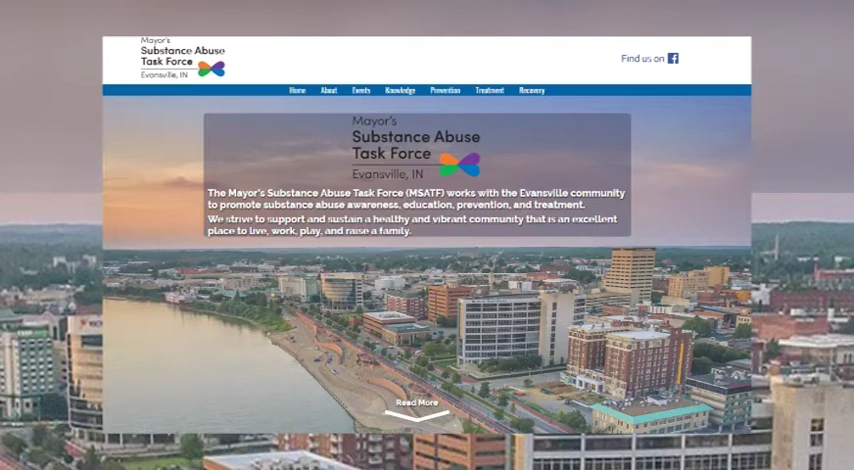 Mayor's
Substance Abuse
Task Force
Evansville, IN
Find us on
Home About Events Knowledge Prevention Treatment Recovery
Mayor's
Substance Abuse
Task Force
Evansville, IN
The Mayor's Substance Abuse Task Force (MSATF) works with the Evansville community
to promote substance abuse awareness, education, prevention, and treatment.
We strive to support and sustain a healthy and vibrant community that is an excellent
place to live, work, play, and raise a family.
Read More